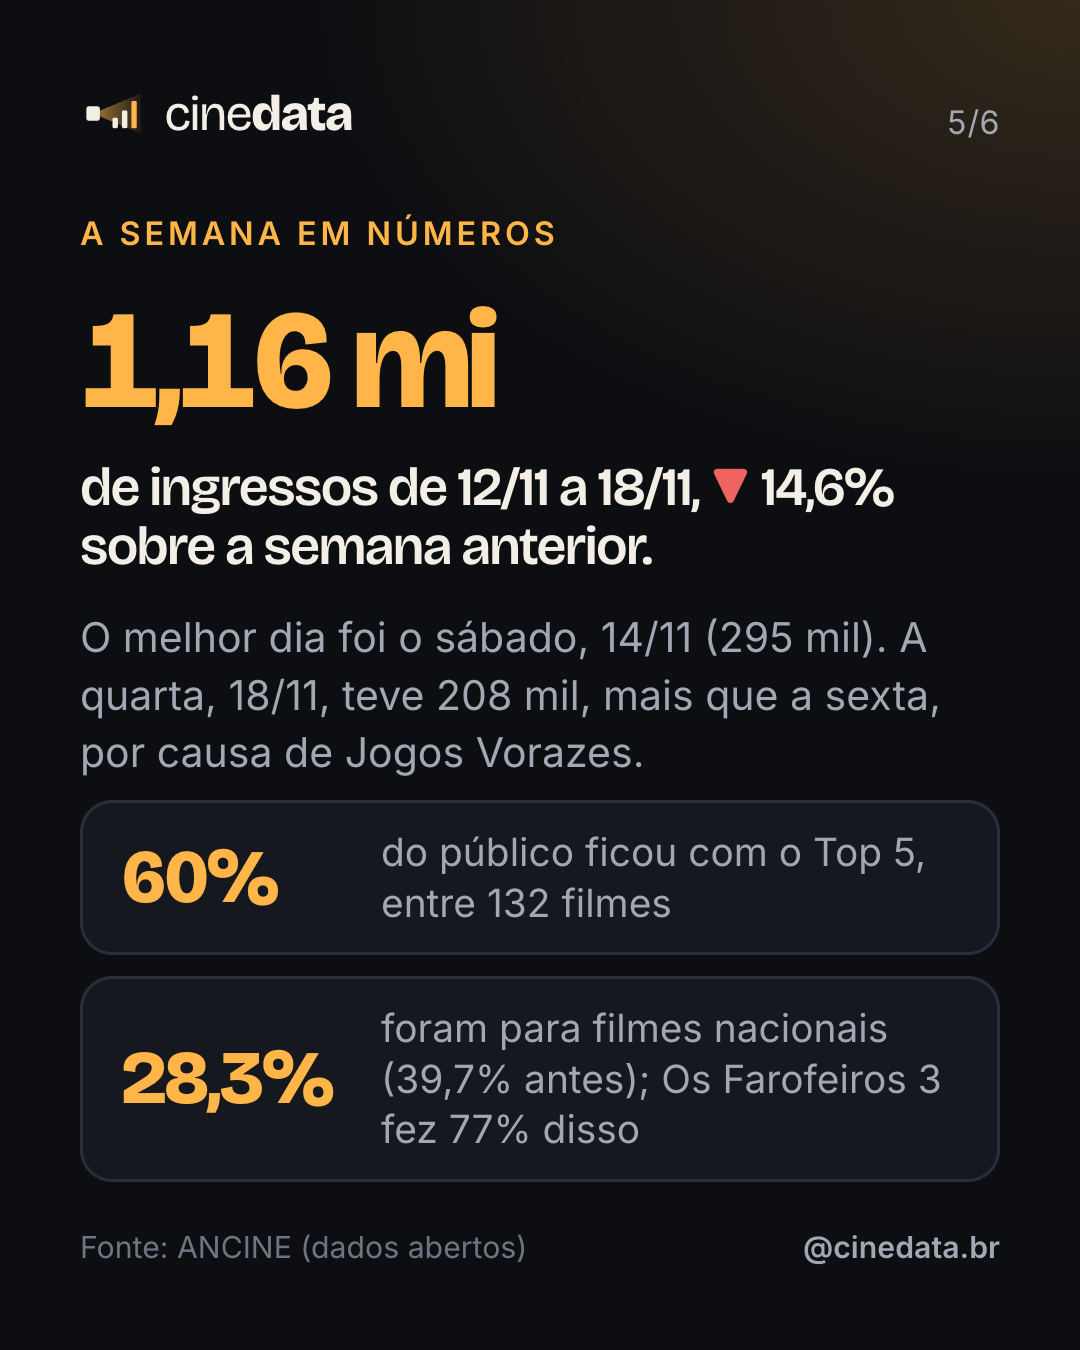 cinedata
5/6
A SEMANA EM NÚMEROS
1,16 mi
de ingressos de 12/11 a 18/11, ▼ 14,6%
sobre a semana anterior.
O melhor dia foi o sábado, 14/11 (295 mil). A
quarta, 18/11, teve 208 mil, mais que a sexta,
por causa de Jogos Vorazes.
60%
do público ficou com o Top 5,
entre 132 filmes
28,3%
foram para filmes nacionais
(39,7% antes); Os Farofeiros 3
fez 77% disso
Fonte: ANCINE (dados abertos)
@cinedata.br